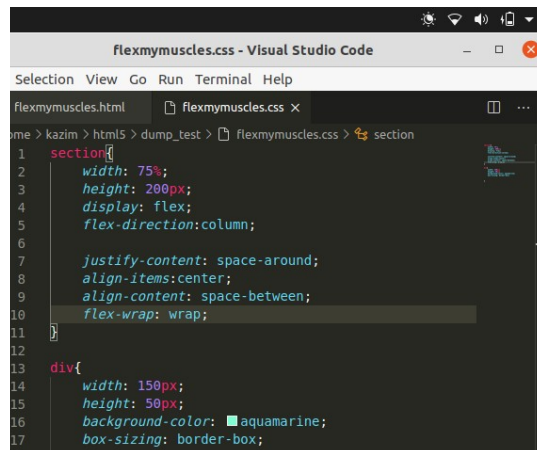 flexmymuscles.css - Visual Studio Code
Selection View Go Run Terminal Help
flexmymuscles.html flexmymuscles.css ×
ome > kazim > html5 > dump_test > flexmymuscles.css > section
1 section{
2 width: 75%;
3 height: 200px;
4 display: flex;
5 flex-direction:column;
6
7 justify-content: space-around;
8 align-items:center;
9 align-content: space-between;
10 flex-wrap: wrap;
11 }
12
13 div{
14 width: 150px;
15 height: 50px;
16 background-color: aquamarine;
17 box-sizing: border-box;